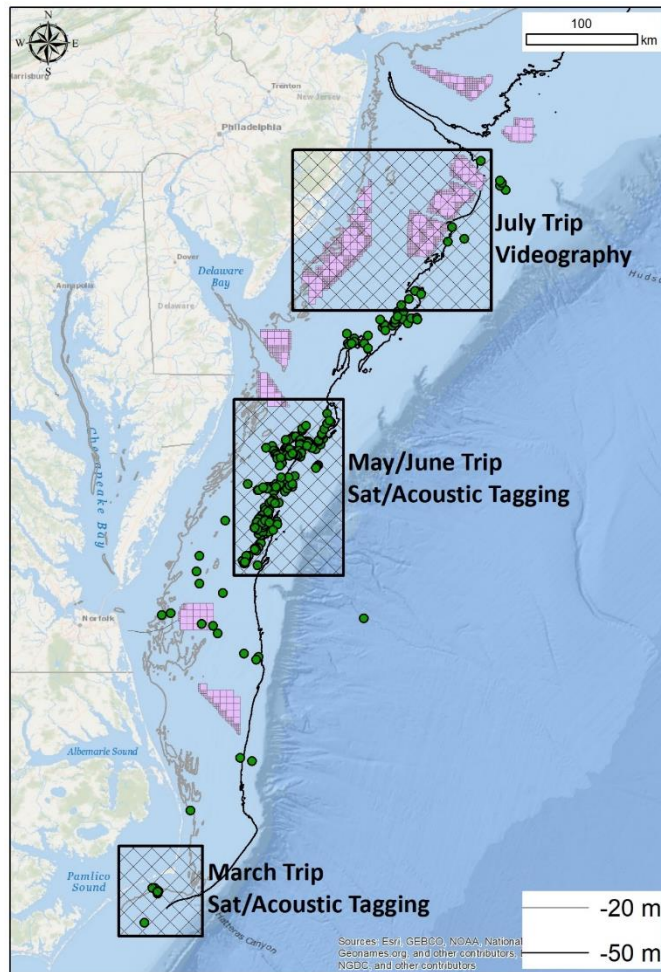 N
W
E
S
100
km
Harrisburg
Trenton
New Jersey
Philadelphia
July Trip
Videography
Dover
Delaware
Bay
Annapolis
Delaware
Chesapeake Bay
May/June Trip
Sat/Acoustic Tagging
Norfolk
Albemarle Sound
Pamlico
Sound
March Trip
Sat/Acoustic Tagging
Hatteras Canyon
-20 m
-50 m
Sources: Esri, GEBCO, NOAA, National
Geonames.org, and other contributors,
NGDC, and other contributors